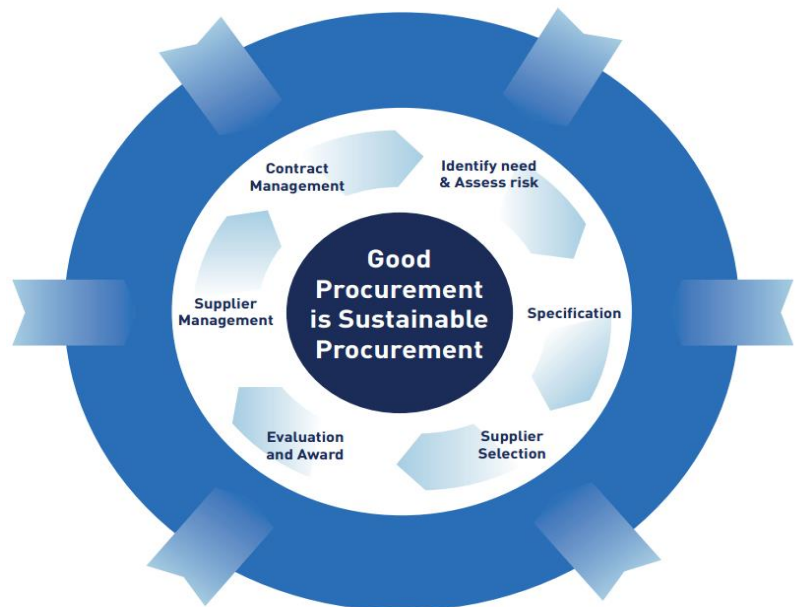 Good
Procurement
is Sustainable
Procurement
Identify need
& Assess risk
Specification
Supplier
Selection
Evaluation
and Award
Supplier
Management
Contract
Management